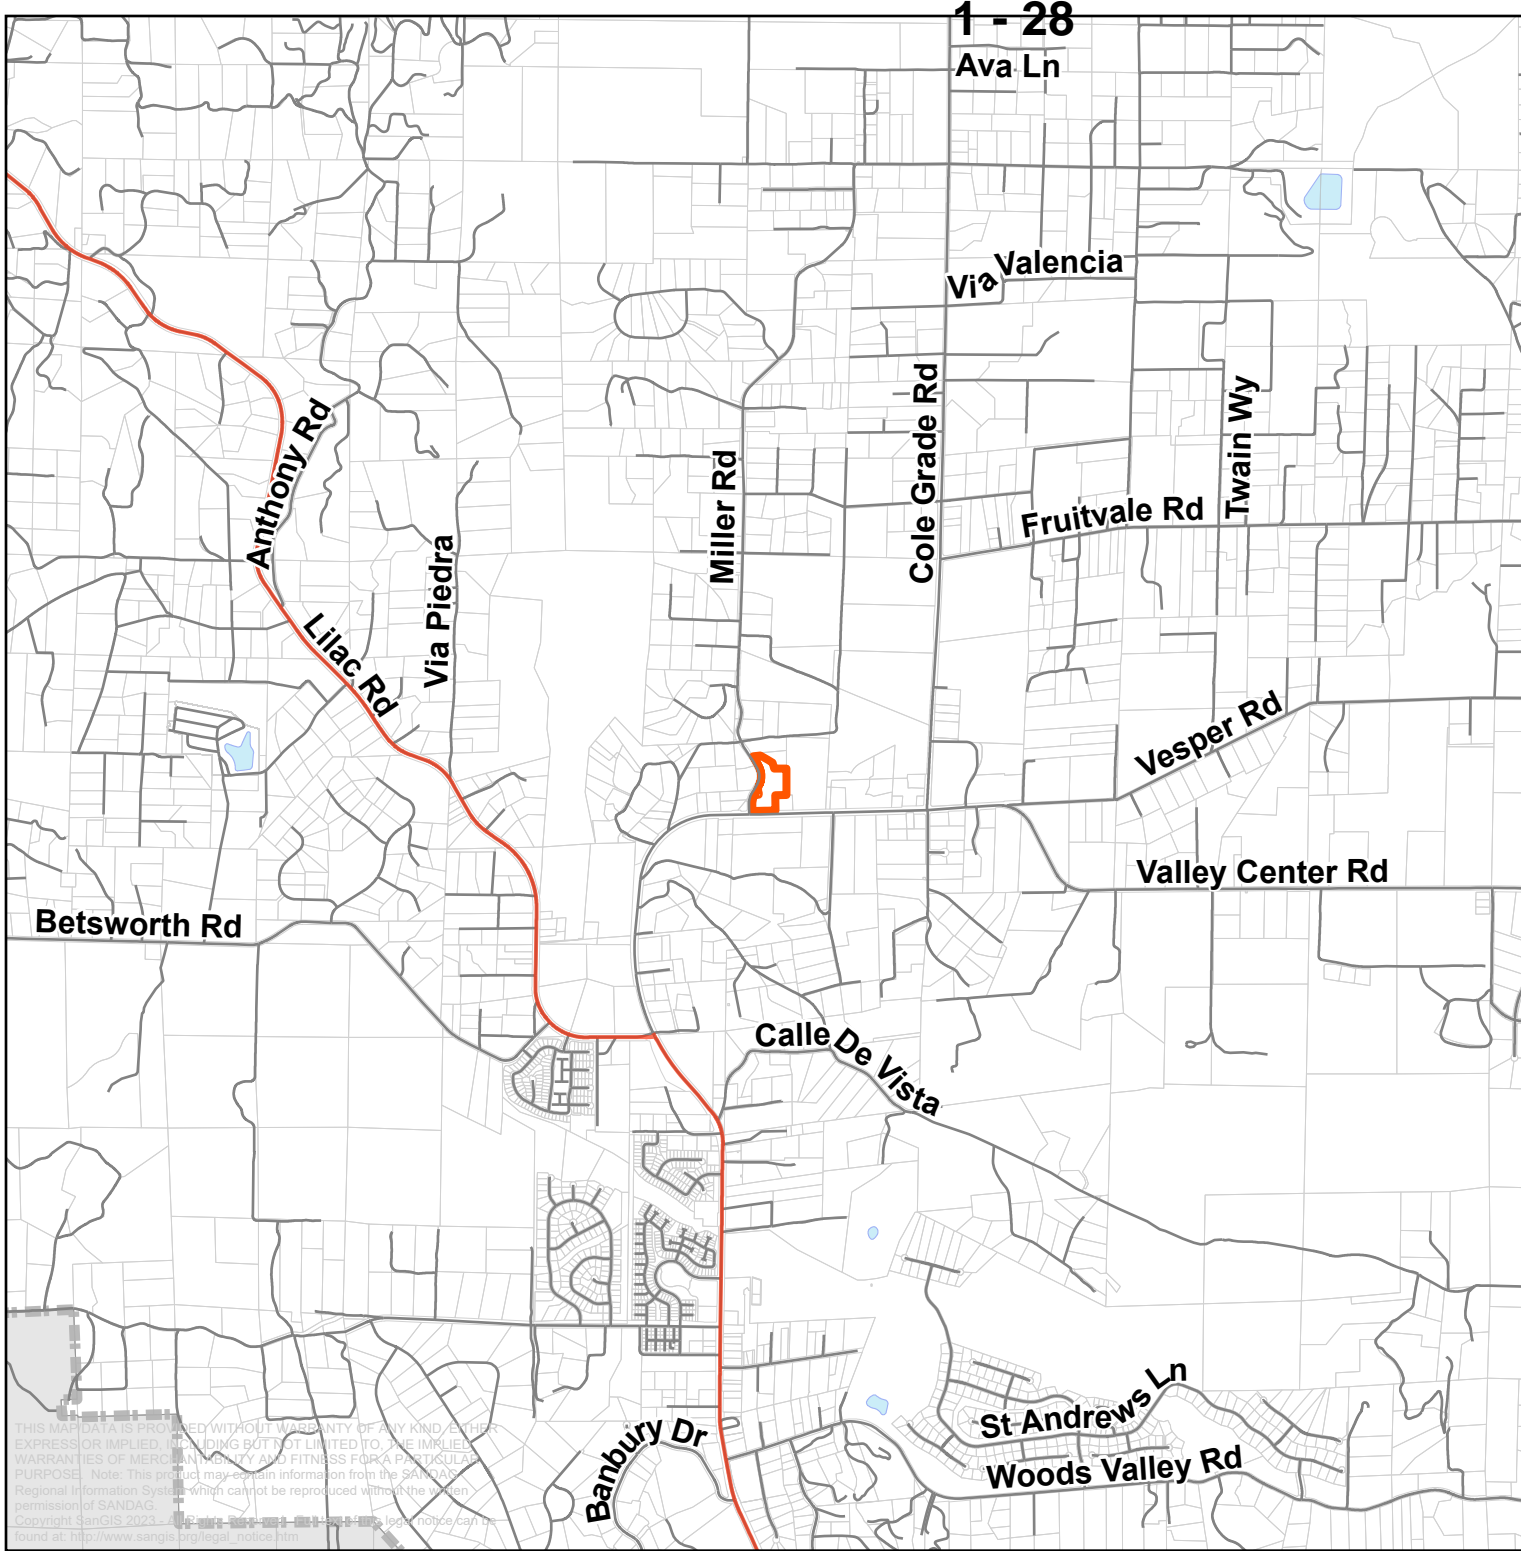 1 - 28
Ava Ln
Via Valencia
Anthony Rd
Miller Rd
Cole Grade Rd
Twain Wy
Fruitvale Rd
Via Piedra
Lilac Rd
Vesper Rd
Valley Center Rd
Betsworth Rd
Calle De Vista
St Andrews Ln
Woods Valley Rd
Banbury Dr
THIS MAP/DATA IS PROVIDED WITHOUT WARRANTY OF ANY KIND, EITHER
EXPRESS OR IMPLIED, INCLUDING BUT NOT LIMITED TO, THE IMPLIED
WARRANTIES OF MERCHANTABILITY AND FITNESS FOR A PARTICULAR
PURPOSE. Note: This product may contain information from the SANDAG
Regional Information System which cannot be reproduced without the written
permission of SANDAG.
Copyright SanGIS 2023 - legal notice can be
found at: http://www.sangis.org/legal_notice.htm